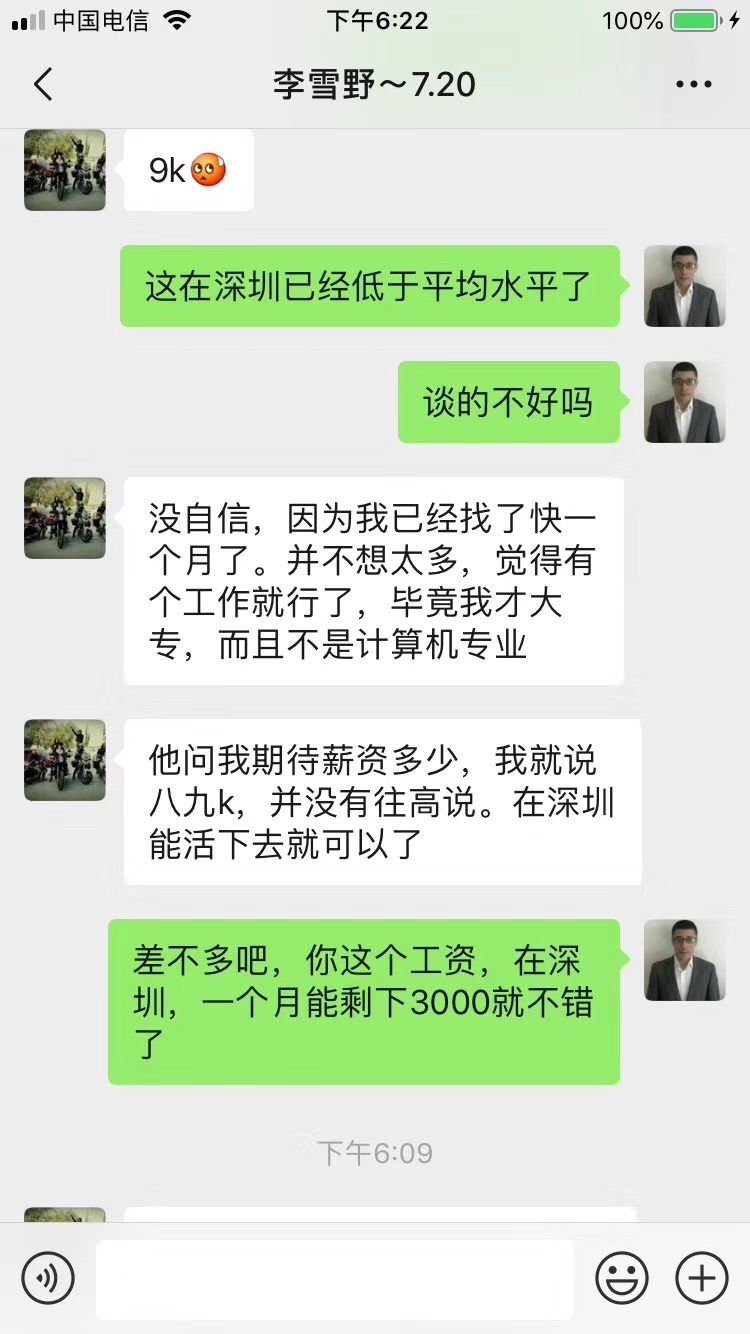 中国电信 下午6:22 100%
李雪野～7.20
9k
这在深圳已经低于平均水平了
谈的不好吗
没自信，因为我已经找了快一
个月了。并不想太多，觉得有
个工作就行了，毕竟我才大
专，而且不是计算机专业
他问我期待薪资多少，我就说
八九k，并没有往高说。在深圳
能活下去就可以了
差不多吧，你这个工资，在深
圳，一个月能剩下3000就不错
了
下午6:09